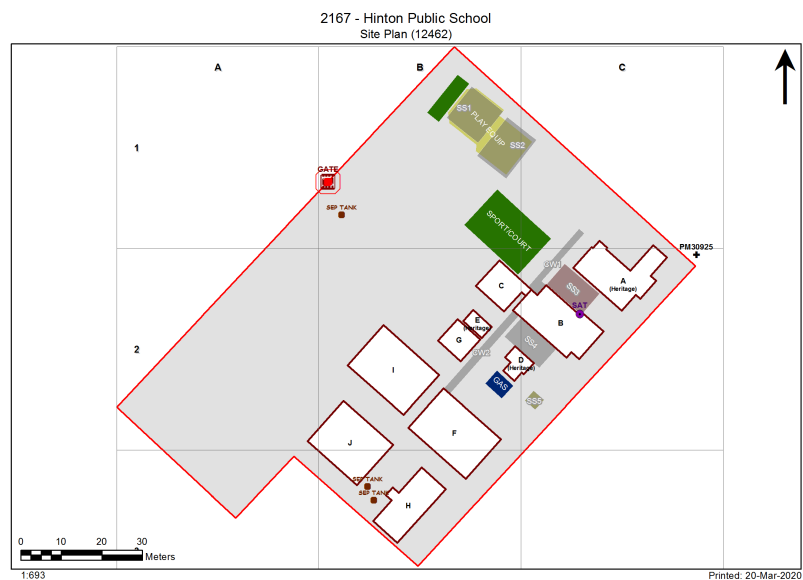 2167 - Hinton Public School
Site Plan (12462)
A
B
C
1
SS1
PLAY EQUIP
SS2
GATE
SEP TANK
SPORT/COURT
PM30925
CW1
A
(Heritage)
C
SS3
SAT
B
E
(Heritage)
G
SS4
2
CW2
D
(Heritage)
I
GAS
SS5
F
J
SEP TANK
SEP TANK
H
0 10 20 30
Meters
1:693
Printed: 20-Mar-2020